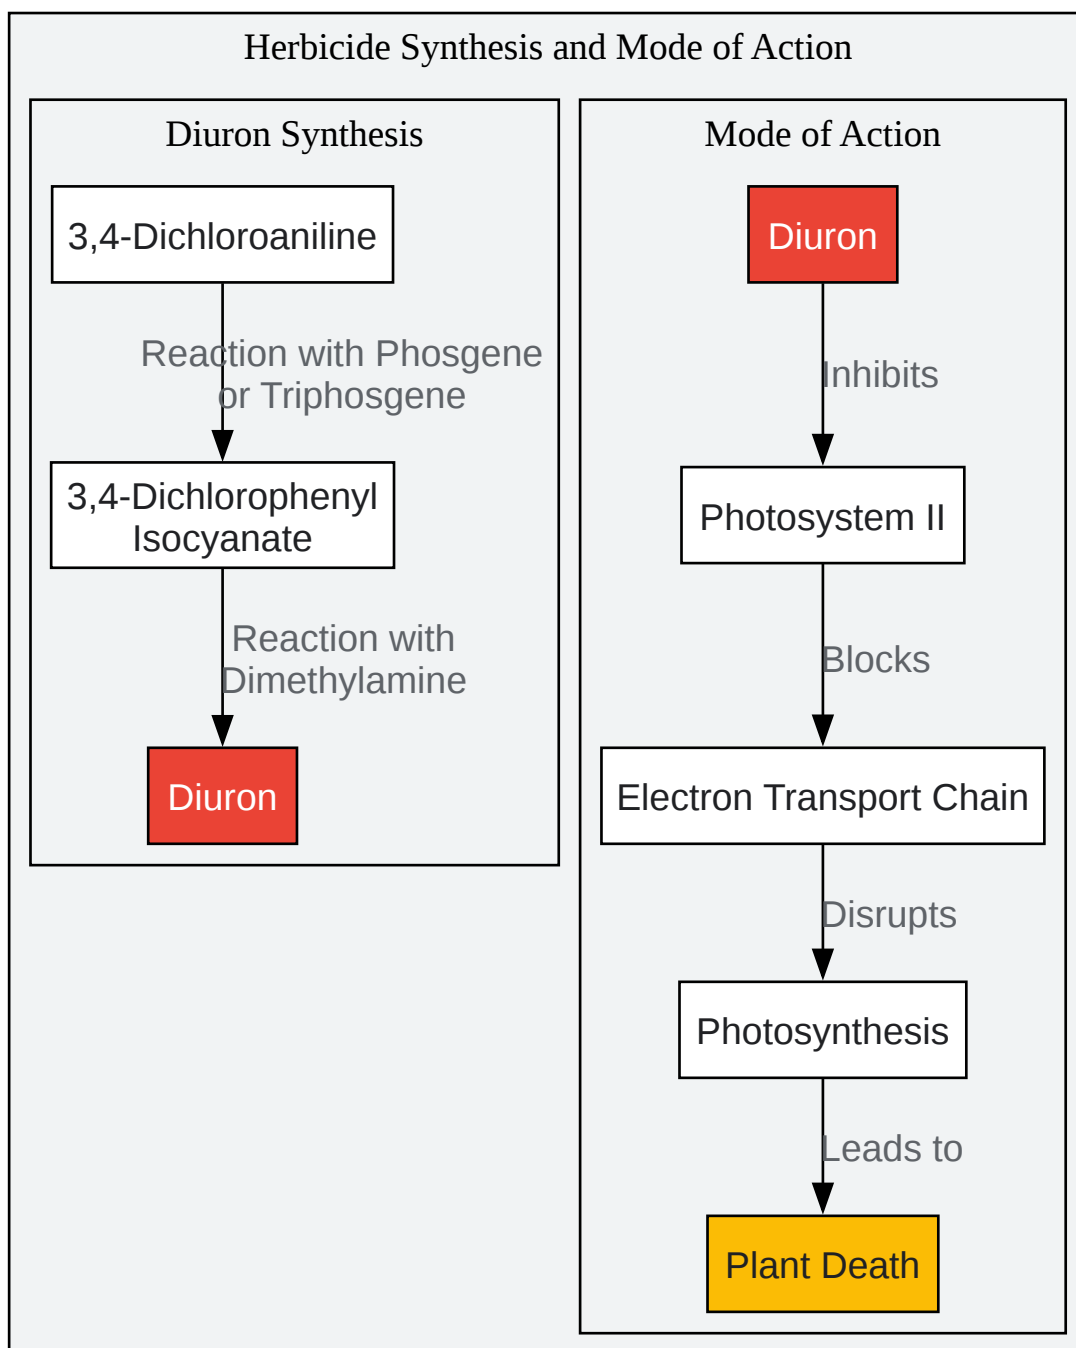 Herbicide Synthesis and Mode of Action
Diuron Synthesis
3,4-Dichloroaniline
Reaction with Phosgene
or Triphosgene
3,4-Dichlorophenyl
Isocyanate
Reaction with
Dimethylamine
Diuron
Mode of Action
Diuron
Inhibits
Photosystem II
Blocks
Electron Transport Chain
Disrupts
Photosynthesis
Leads to
Plant Death